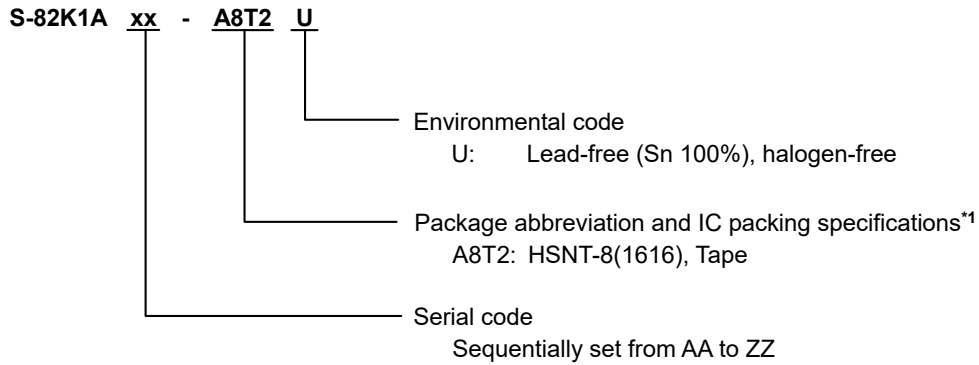 S-82K1A xx - A8T2 U
Environmental code
U: Lead-free (Sn 100%), halogen-free
Package abbreviation and IC packing specifications*1
A8T2: HSNT-8(1616), Tape
Serial code
Sequentially set from AA to ZZ